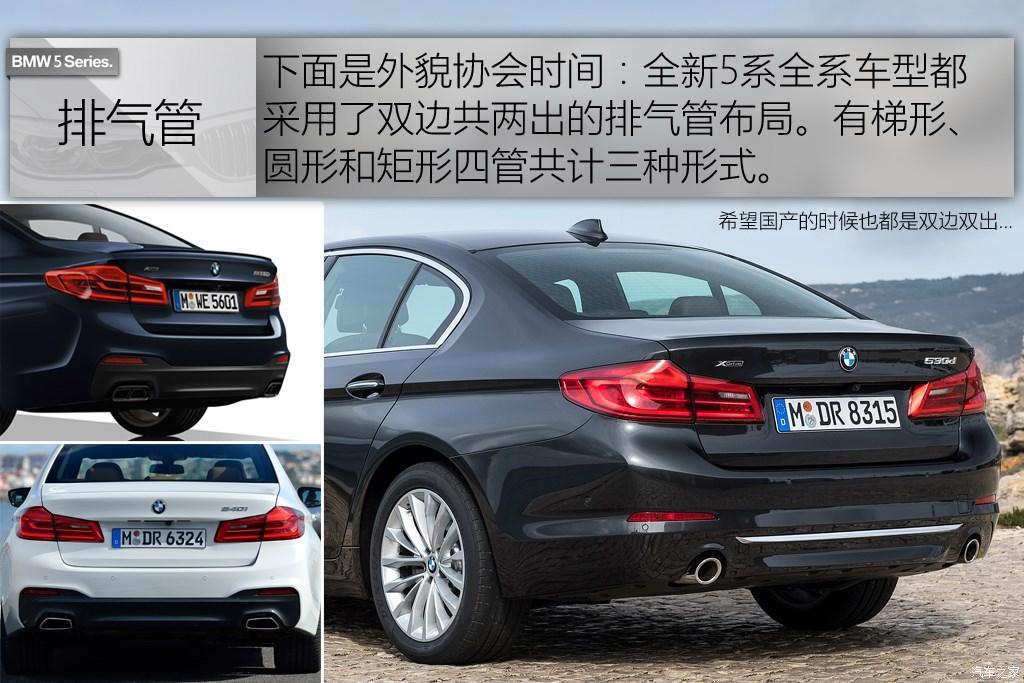 BMW 5 Series.
排气管
下面是外貌协会时间：全新5系全系车型都
采用了双边共两出的排气管布局。有梯形、
圆形和矩形四管共计三种形式。
希望国产的时候也都是双边双出...
M WE 5601
xDrive
530d
M DR 8315
D
540i
M DR 6324
汽车之家